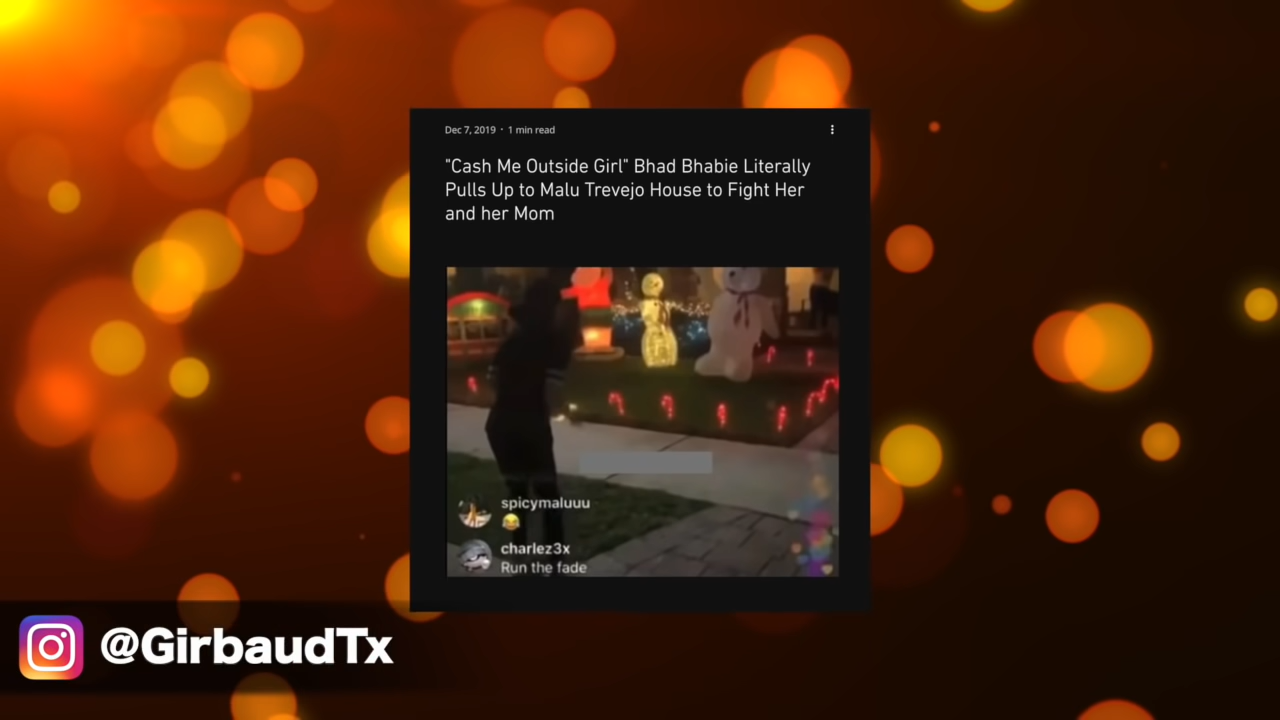 Dec 7, 2019 · 1 min read
"Cash Me Outside Girl" Bhad Bhabie Literally
Pulls Up to Malu Trevejo House to Fight Her
and her Mom
spicymaluuu
😂
charlez3x
Run the fade
@GirbaudTx